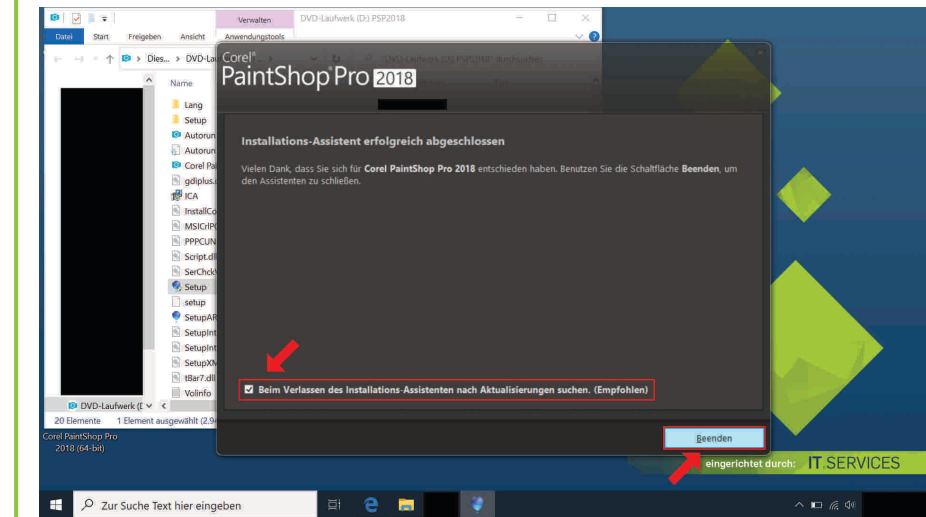 Verwalten
DVD-Laufwerk (D:) PSP2018
Datei Start Freigeben Ansicht Anwendungstools
Dies... > DVD-Lau
Corel®
PaintShop Pro 2018
Name
Lang
Setup
Autorun
Autorun
Corel Pai
gdiplus.
ICA
InstallCo
MSICrlP
PPPCUN
Script.dll
SerChck
Setup
setup
SetupAR
SetupInt
SetupInt
SetupXM
tBar7.dll
Volinfo
Installations-Assistent erfolgreich abgeschlossen
Vielen Dank, dass Sie sich für Corel PaintShop Pro 2018 entschieden haben. Benutzen Sie die Schaltfläche Beenden, um
den Assistenten zu schließen.
Beim Verlassen des Installations-Assistenten nach Aktualisierungen suchen. (Empfohlen)
DVD-Laufwerk (D
20 Elemente 1 Element ausgewählt (2,9
Beenden
Corel PaintShop Pro
2018 (64-bit)
eingerichtet durch: IT.SERVICES
Zur Suche Text hier eingeben